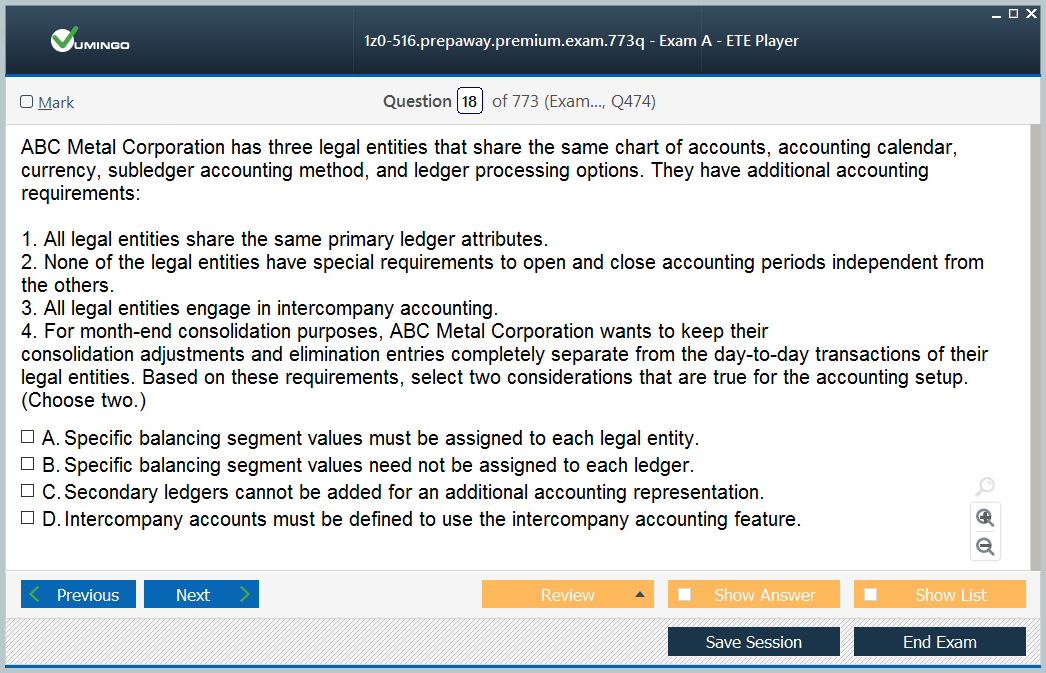 VUMINGO
1z0-516.prepaway.premium.exam.773q - Exam A - ETE Player
Mark
Question 18 of 773 (Exam..., Q474)
ABC Metal Corporation has three legal entities that share the same chart of accounts, accounting calendar,
currency, subledger accounting method, and ledger processing options. They have additional accounting
requirements:
1. All legal entities share the same primary ledger attributes.
2. None of the legal entities have special requirements to open and close accounting periods independent from
the others.
3. All legal entities engage in intercompany accounting.
4. For month-end consolidation purposes, ABC Metal Corporation wants to keep their
consolidation adjustments and elimination entries completely separate from the day-to-day transactions of their
legal entities. Based on these requirements, select two considerations that are true for the accounting setup.
(Choose two.)
A. Specific balancing segment values must be assigned to each legal entity.
B. Specific balancing segment values need not be assigned to each ledger.
C. Secondary ledgers cannot be added for an additional accounting representation.
D. Intercompany accounts must be defined to use the intercompany accounting feature.
Previous
Next
Review
Show Answer
Show List
Save Session
End Exam